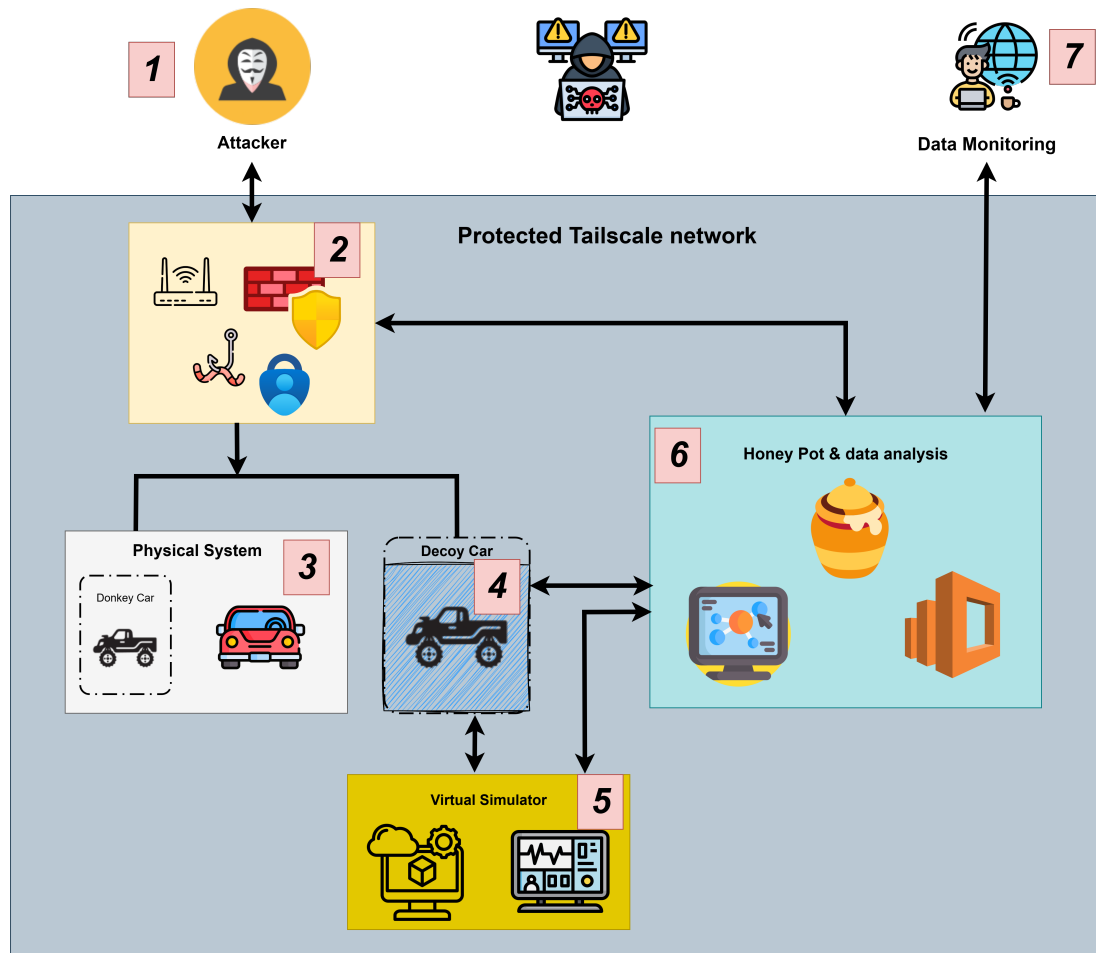 1
Attacker
7
Data Monitoring
Protected Tailscale network
2
6
Honey Pot & data analysis
Physical System
3
Donkey Car
Decoy Car
4
Virtual Simulator
5